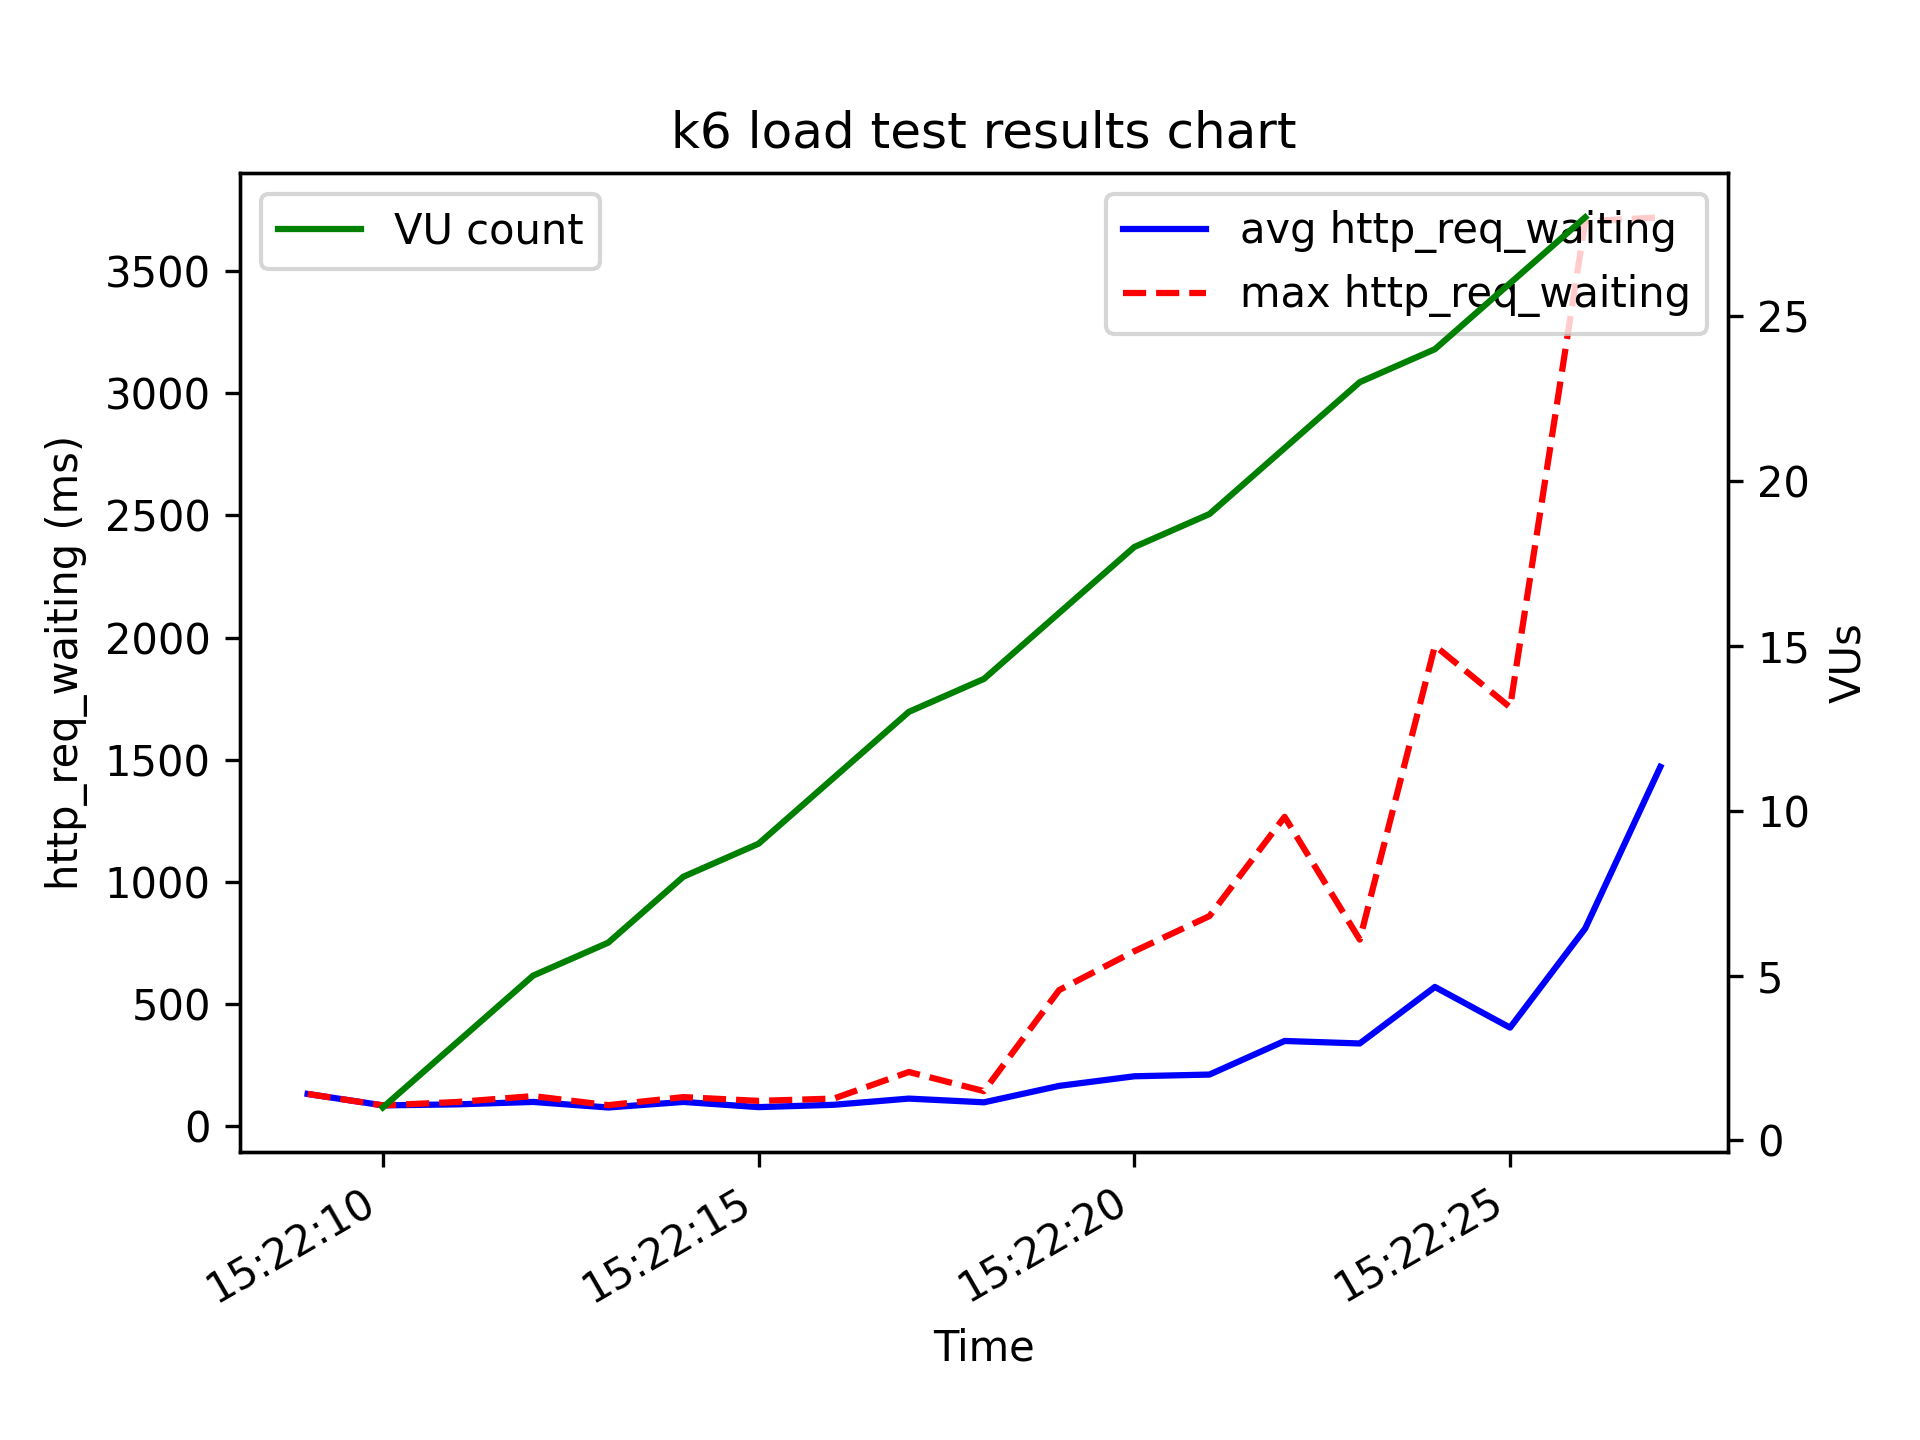 k6 load test results chart
VU count
avg http_req_waiting
max http_req_waiting
http_req_waiting (ms)
3500
3000
2500
2000
1500
1000
500
0
25
20
15
10
5
0
VUs
15:22:10
15:22:15
15:22:20
15:22:25
Time